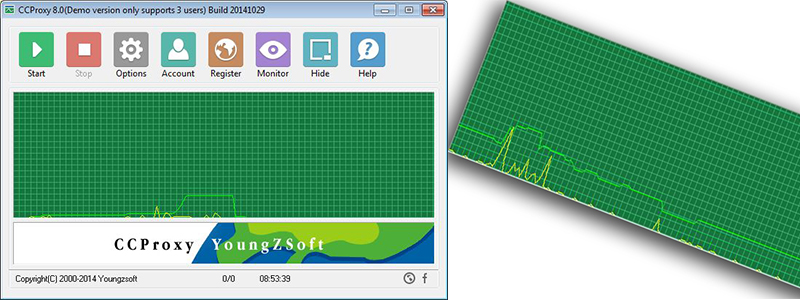 CCProxy 8.0(Demo version only supports 3 users) Build 20141029
Start Stop Options Account Register Monitor Hide Help
CCProxy YoungZSoft
Copyright(C) 2000-2014 Youngzsoft 0/0 08:53:39